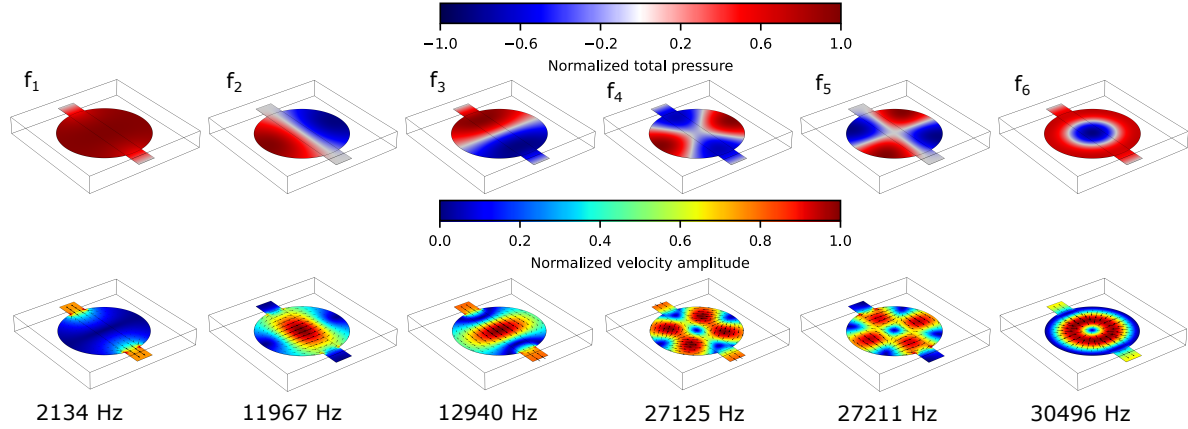 −1.0 −0.6 −0.2 0.2 0.6 1.0
Normalized total pressure
f1 f2 f3 f4 f5 f6
0.0 0.2 0.4 0.6 0.8 1.0
Normalized velocity amplitude
2134 Hz 11967 Hz 12940 Hz 27125 Hz 27211 Hz 30496 Hz